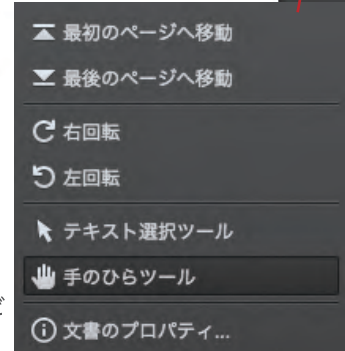 最初のページへ移動
最後のページへ移動
右回転
左回転
テキスト選択ツール
手のひらツール
文書のプロパティ...